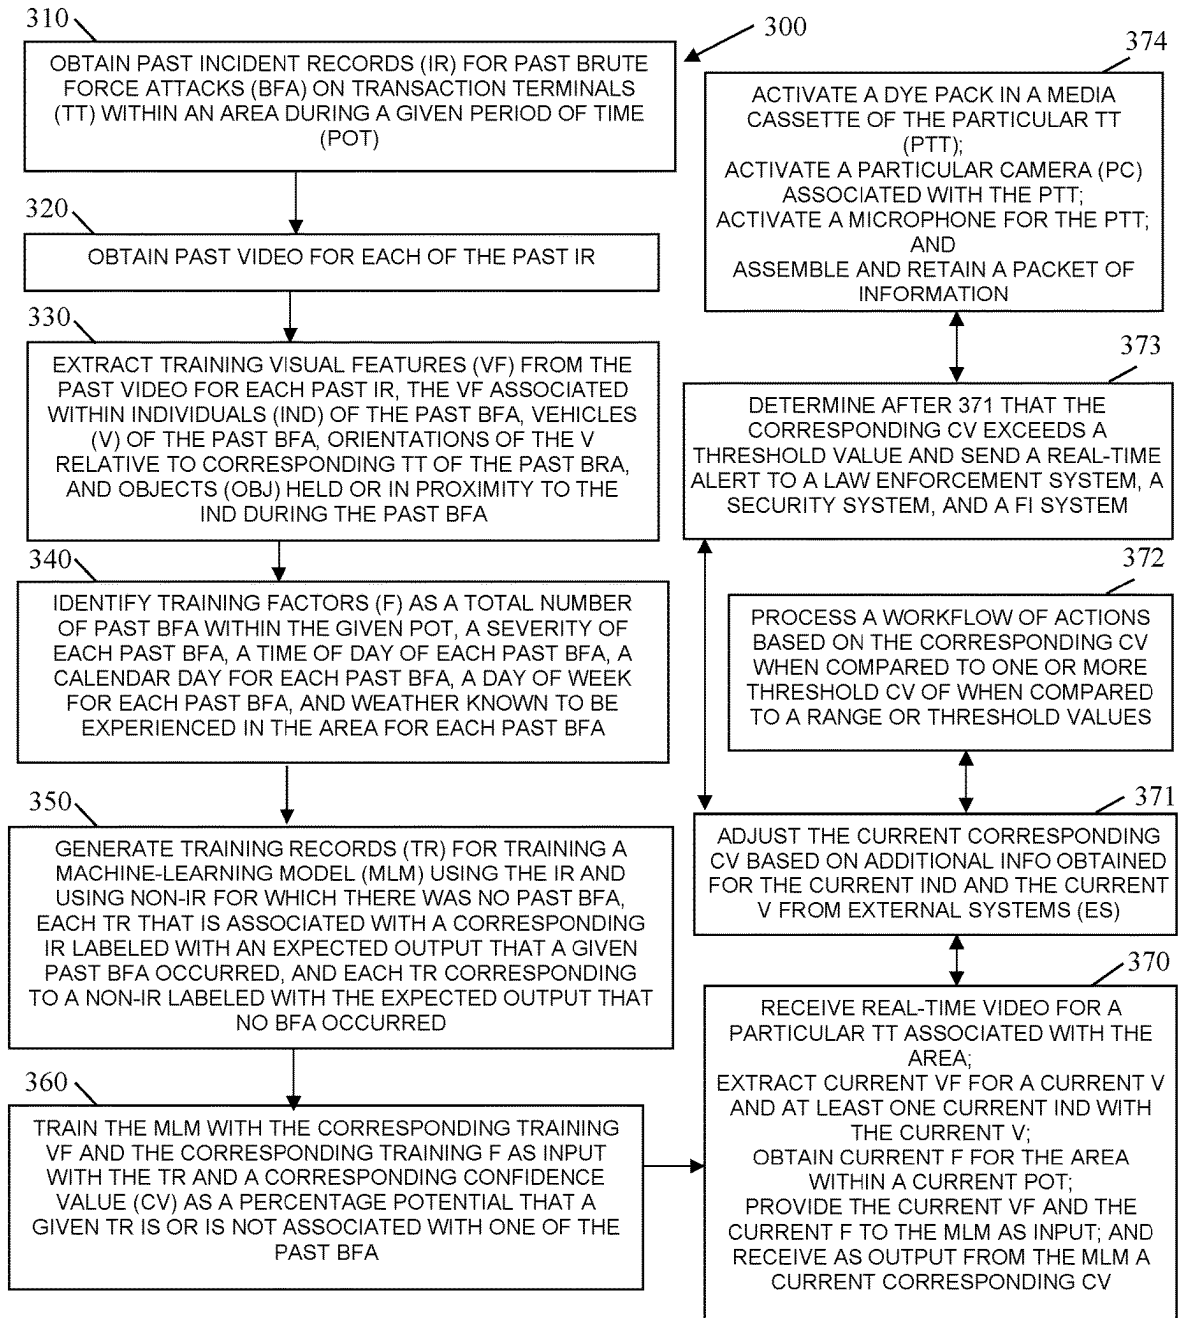 310
300
OBTAIN PAST INCIDENT RECORDS (IR) FOR PAST BRUTE
FORCE ATTACKS (BFA) ON TRANSACTION TERMINALS
(TT) WITHIN AN AREA DURING A GIVEN PERIOD OF TIME
(POT)
320
OBTAIN PAST VIDEO FOR EACH OF THE PAST IR
330
EXTRACT TRAINING VISUAL FEATURES (VF) FROM THE
PAST VIDEO FOR EACH PAST IR, THE VF ASSOCIATED
WITHIN INDIVIDUALS (IND) OF THE PAST BFA, VEHICLES
(V) OF THE PAST BFA, ORIENTATIONS OF THE V
RELATIVE TO CORRESPONDING TT OF THE PAST BRA,
AND OBJECTS (OBJ) HELD OR IN PROXIMITY TO THE
IND DURING THE PAST BFA
340
IDENTIFY TRAINING FACTORS (F) AS A TOTAL NUMBER
OF PAST BFA WITHIN THE GIVEN POT, A SEVERITY OF
EACH PAST BFA, A TIME OF DAY OF EACH PAST BFA, A
CALENDAR DAY FOR EACH PAST BFA, A DAY OF WEEK
FOR EACH PAST BFA, AND WEATHER KNOWN TO BE
EXPERIENCED IN THE AREA FOR EACH PAST BFA
350
GENERATE TRAINING RECORDS (TR) FOR TRAINING A
MACHINE-LEARNING MODEL (MLM) USING THE IR AND
USING NON-IR FOR WHICH THERE WAS NO PAST BFA,
EACH TR THAT IS ASSOCIATED WITH A CORRESPONDING
IR LABELED WITH AN EXPECTED OUTPUT THAT A GIVEN
PAST BFA OCCURRED, AND EACH TR CORRESPONDING
TO A NON-IR LABELED WITH THE EXPECTED OUTPUT THAT
NO BFA OCCURRED
360
TRAIN THE MLM WITH THE CORRESPONDING TRAINING
VF AND THE CORRESPONDING TRAINING F AS INPUT
WITH THE TR AND A CORRESPONDING CONFIDENCE
VALUE (CV) AS A PERCENTAGE POTENTIAL THAT A
GIVEN TR IS OR IS NOT ASSOCIATED WITH ONE OF THE
PAST BFA
374
ACTIVATE A DYE PACK IN A MEDIA
CASSETTE OF THE PARTICULAR TT
(PTT);
ACTIVATE A PARTICULAR CAMERA (PC)
ASSOCIATED WITH THE PTT;
ACTIVATE A MICROPHONE FOR THE PTT;
AND
ASSEMBLE AND RETAIN A PACKET OF
INFORMATION
373
DETERMINE AFTER 371 THAT THE
CORRESPONDING CV EXCEEDS A
THRESHOLD VALUE AND SEND A REAL-TIME
ALERT TO A LAW ENFORCEMENT SYSTEM, A
SECURITY SYSTEM, AND A FI SYSTEM
372
PROCESS A WORKFLOW OF ACTIONS
BASED ON THE CORRESPONDING CV
WHEN COMPARED TO ONE OR MORE
THRESHOLD CV OF WHEN COMPARED
TO A RANGE OR THRESHOLD VALUES
371
ADJUST THE CURRENT CORRESPONDING
CV BASED ON ADDITIONAL INFO OBTAINED
FOR THE CURRENT IND AND THE CURRENT
V FROM EXTERNAL SYSTEMS (ES)
370
RECEIVE REAL-TIME VIDEO FOR A
PARTICULAR TT ASSOCIATED WITH THE
AREA;
EXTRACT CURRENT VF FOR A CURRENT V
AND AT LEAST ONE CURRENT IND WITH
THE CURRENT V;
OBTAIN CURRENT F FOR THE AREA
WITHIN A CURRENT POT;
PROVIDE THE CURRENT VF AND THE
CURRENT F TO THE MLM AS INPUT; AND
RECEIVE AS OUTPUT FROM THE MLM A
CURRENT CORRESPONDING CV